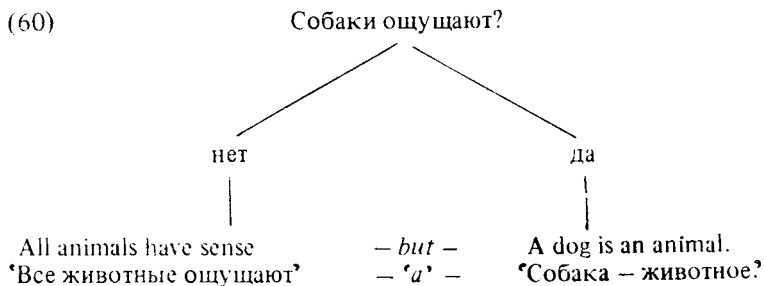 (60) Собаки ощущают?
нет да
All animals have sense – but – A dog is an animal.
‘Все животные ощущают’ – ‘а’ – ‘Собака – животное?